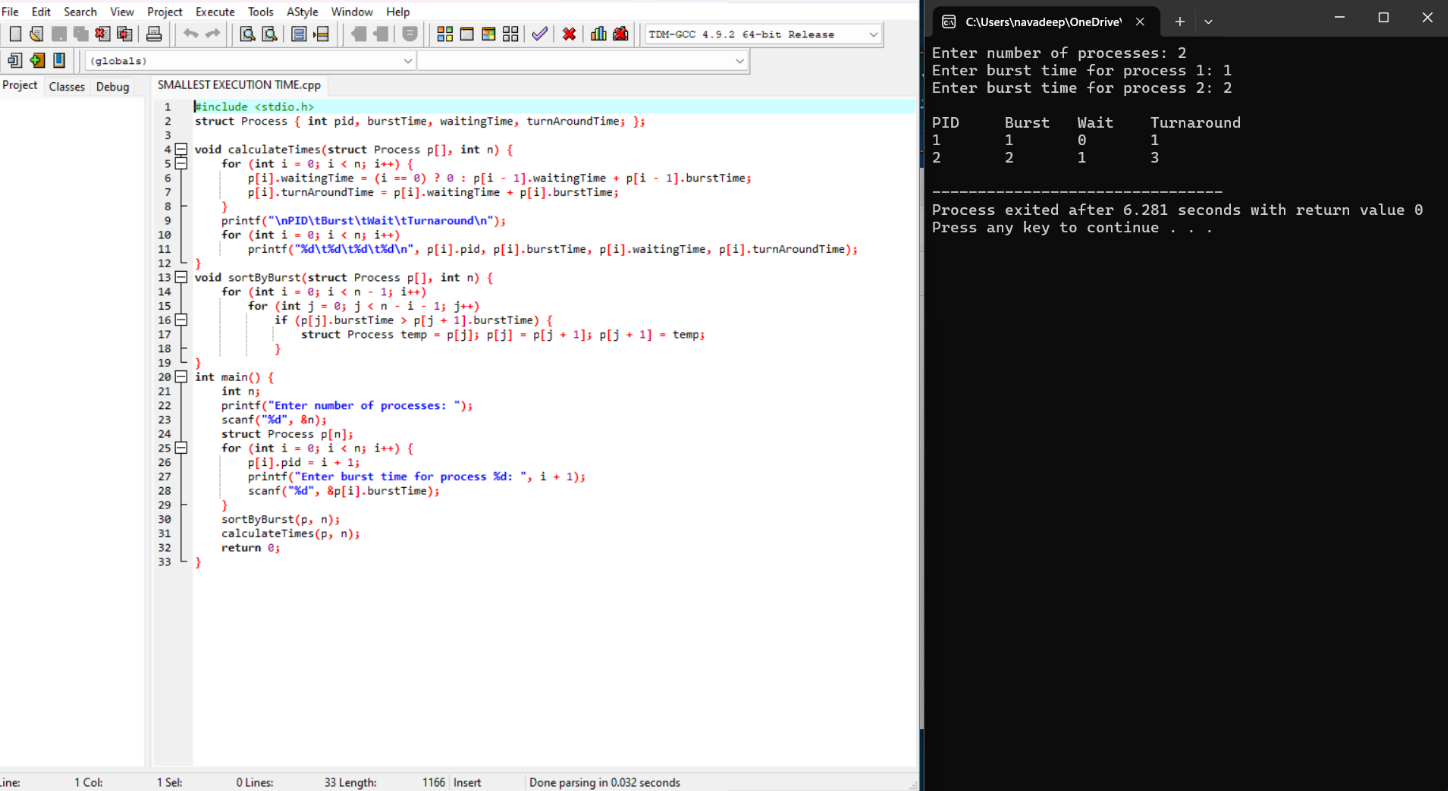 File Edit Search View Project Execute Tools AStyle Window Help
TDM-GCC 4.9.2 64-bit Release
(globals)
Project Classes Debug
SMALLEST EXECUTION TIME.cpp
1 #include <stdio.h>
2 struct Process { int pid, burstTime, waitingTime, turnAroundTime; };
3
4 void calculateTimes(struct Process p[], int n) {
5     for (int i = 0; i < n; i++) {
6         p[i].waitingTime = (i == 0) ? 0 : p[i - 1].waitingTime + p[i - 1].burstTime;
7         p[i].turnAroundTime = p[i].waitingTime + p[i].burstTime;
8     }
9     printf("\nPID\tBurst\tWait\tTurnaround\n");
10     for (int i = 0; i < n; i++)
11         printf("%d\t%d\t%d\t%d\n", p[i].pid, p[i].burstTime, p[i].waitingTime, p[i].turnAroundTime);
12 }
13 void sortByBurst(struct Process p[], int n) {
14     for (int i = 0; i < n - 1; i++)
15         for (int j = 0; j < n - i - 1; j++)
16             if (p[j].burstTime > p[j + 1].burstTime) {
17                 struct Process temp = p[j]; p[j] = p[j + 1]; p[j + 1] = temp;
18             }
19 }
20 int main() {
21     int n;
22     printf("Enter number of processes: ");
23     scanf("%d", &n);
24     struct Process p[n];
25     for (int i = 0; i < n; i++) {
26         p[i].pid = i + 1;
27         printf("Enter burst time for process %d: ", i + 1);
28         scanf("%d", &p[i].burstTime);
29     }
30     sortByBurst(p, n);
31     calculateTimes(p, n);
32     return 0;
33 }
Line: 1 Col: 1 Sel: 0 Lines: 33 Length: 1166 Insert Done parsing in 0.032 seconds
C:\Users\navadeep\OneDrive\
Enter number of processes: 2
Enter burst time for process 1: 1
Enter burst time for process 2: 2
PID Burst Wait Turnaround
1 1 0 1
2 2 1 3
--------------------------------
Process exited after 6.281 seconds with return value 0
Press any key to continue . . .